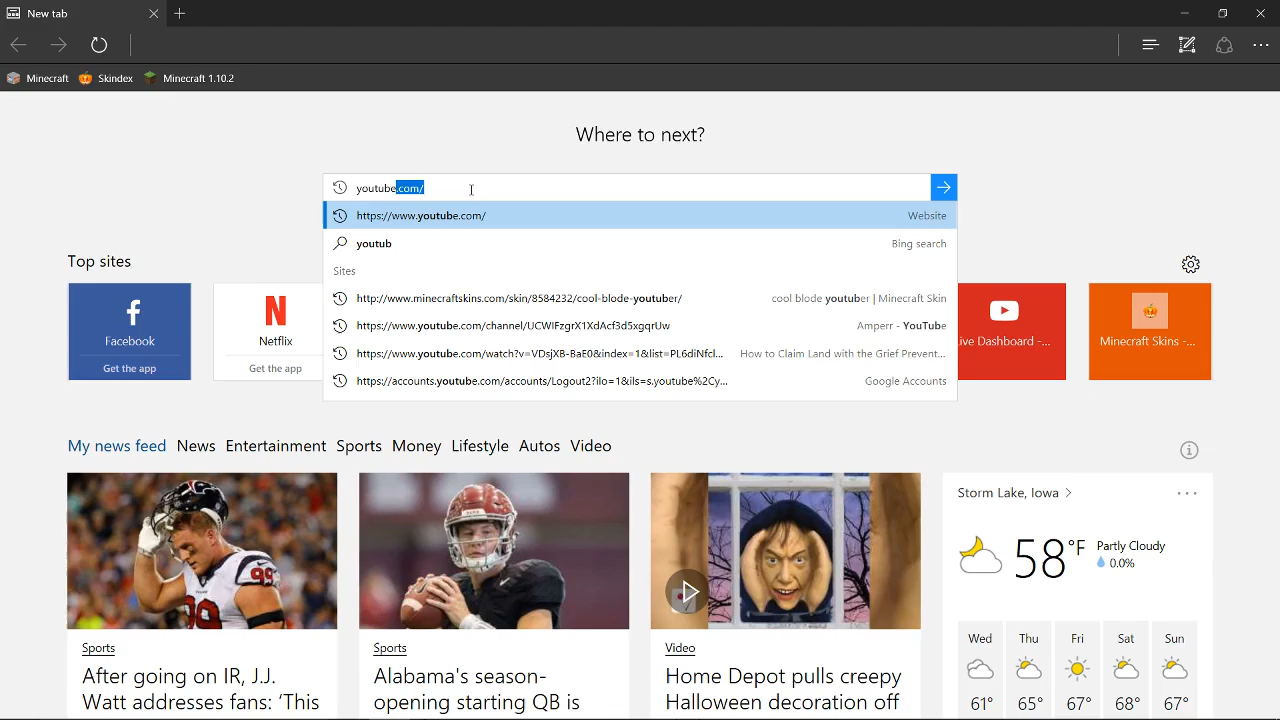 New tab
Minecraft
Skindex
Minecraft 1.10.2
Where to next?
youtube.com/
https://www.youtube.com/ Website
youtub Bing search
Sites
http://www.minecraftskins.com/skin/8584232/cool-blode-youtuber/ cool blode youtuber | Minecraft Skin
https://www.youtube.com/channel/UCWIFzgrX1XdAcf3d5xgqrUw Amperr - YouTube
https://www.youtube.com/watch?v=VDsjXB-BaE0&index=1&list=PL6diNfcl... How to Claim Land with the Grief Prevent...
https://accounts.youtube.com/accounts/Logout2?ilo=1&ils=s.youtube%2Cy... Google Accounts
Top sites
Facebook
Get the app
Netflix
Get the app
ive Dashboard -...
Minecraft Skins -...
My news feed News Entertainment Sports Money Lifestyle Autos Video
99
Sports
After going on IR, J.J.
Watt addresses fans: ‘This
Sports
Alabama's season-
opening starting QB is
Video
Home Depot pulls creepy
Halloween decoration off
Storm Lake, Iowa
58°F
Partly Cloudy
0.0%
Wed Thu Fri Sat Sun
61° 65° 67° 68° 67°